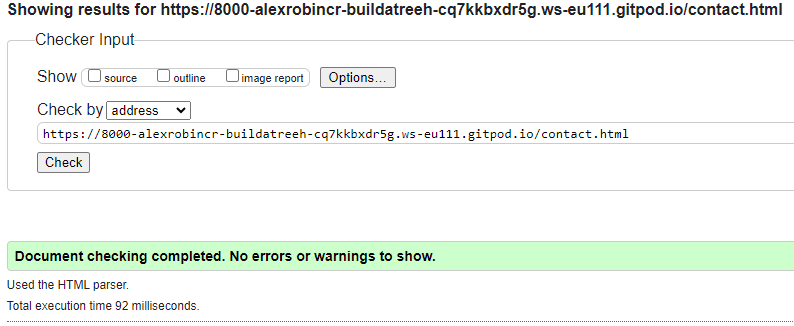 Showing results for https://8000-alexrobincr-buildatreeh-cq7kkbxdr5g.ws-eu111.gitpod.io/contact.html
Checker Input
Show source outline image report Options...
Check by address
https://8000-alexrobincr-buildatreeh-cq7kkbxdr5g.ws-eu111.gitpod.io/contact.html
Check
Document checking completed. No errors or warnings to show.
Used the HTML parser.
Total execution time 92 milliseconds.